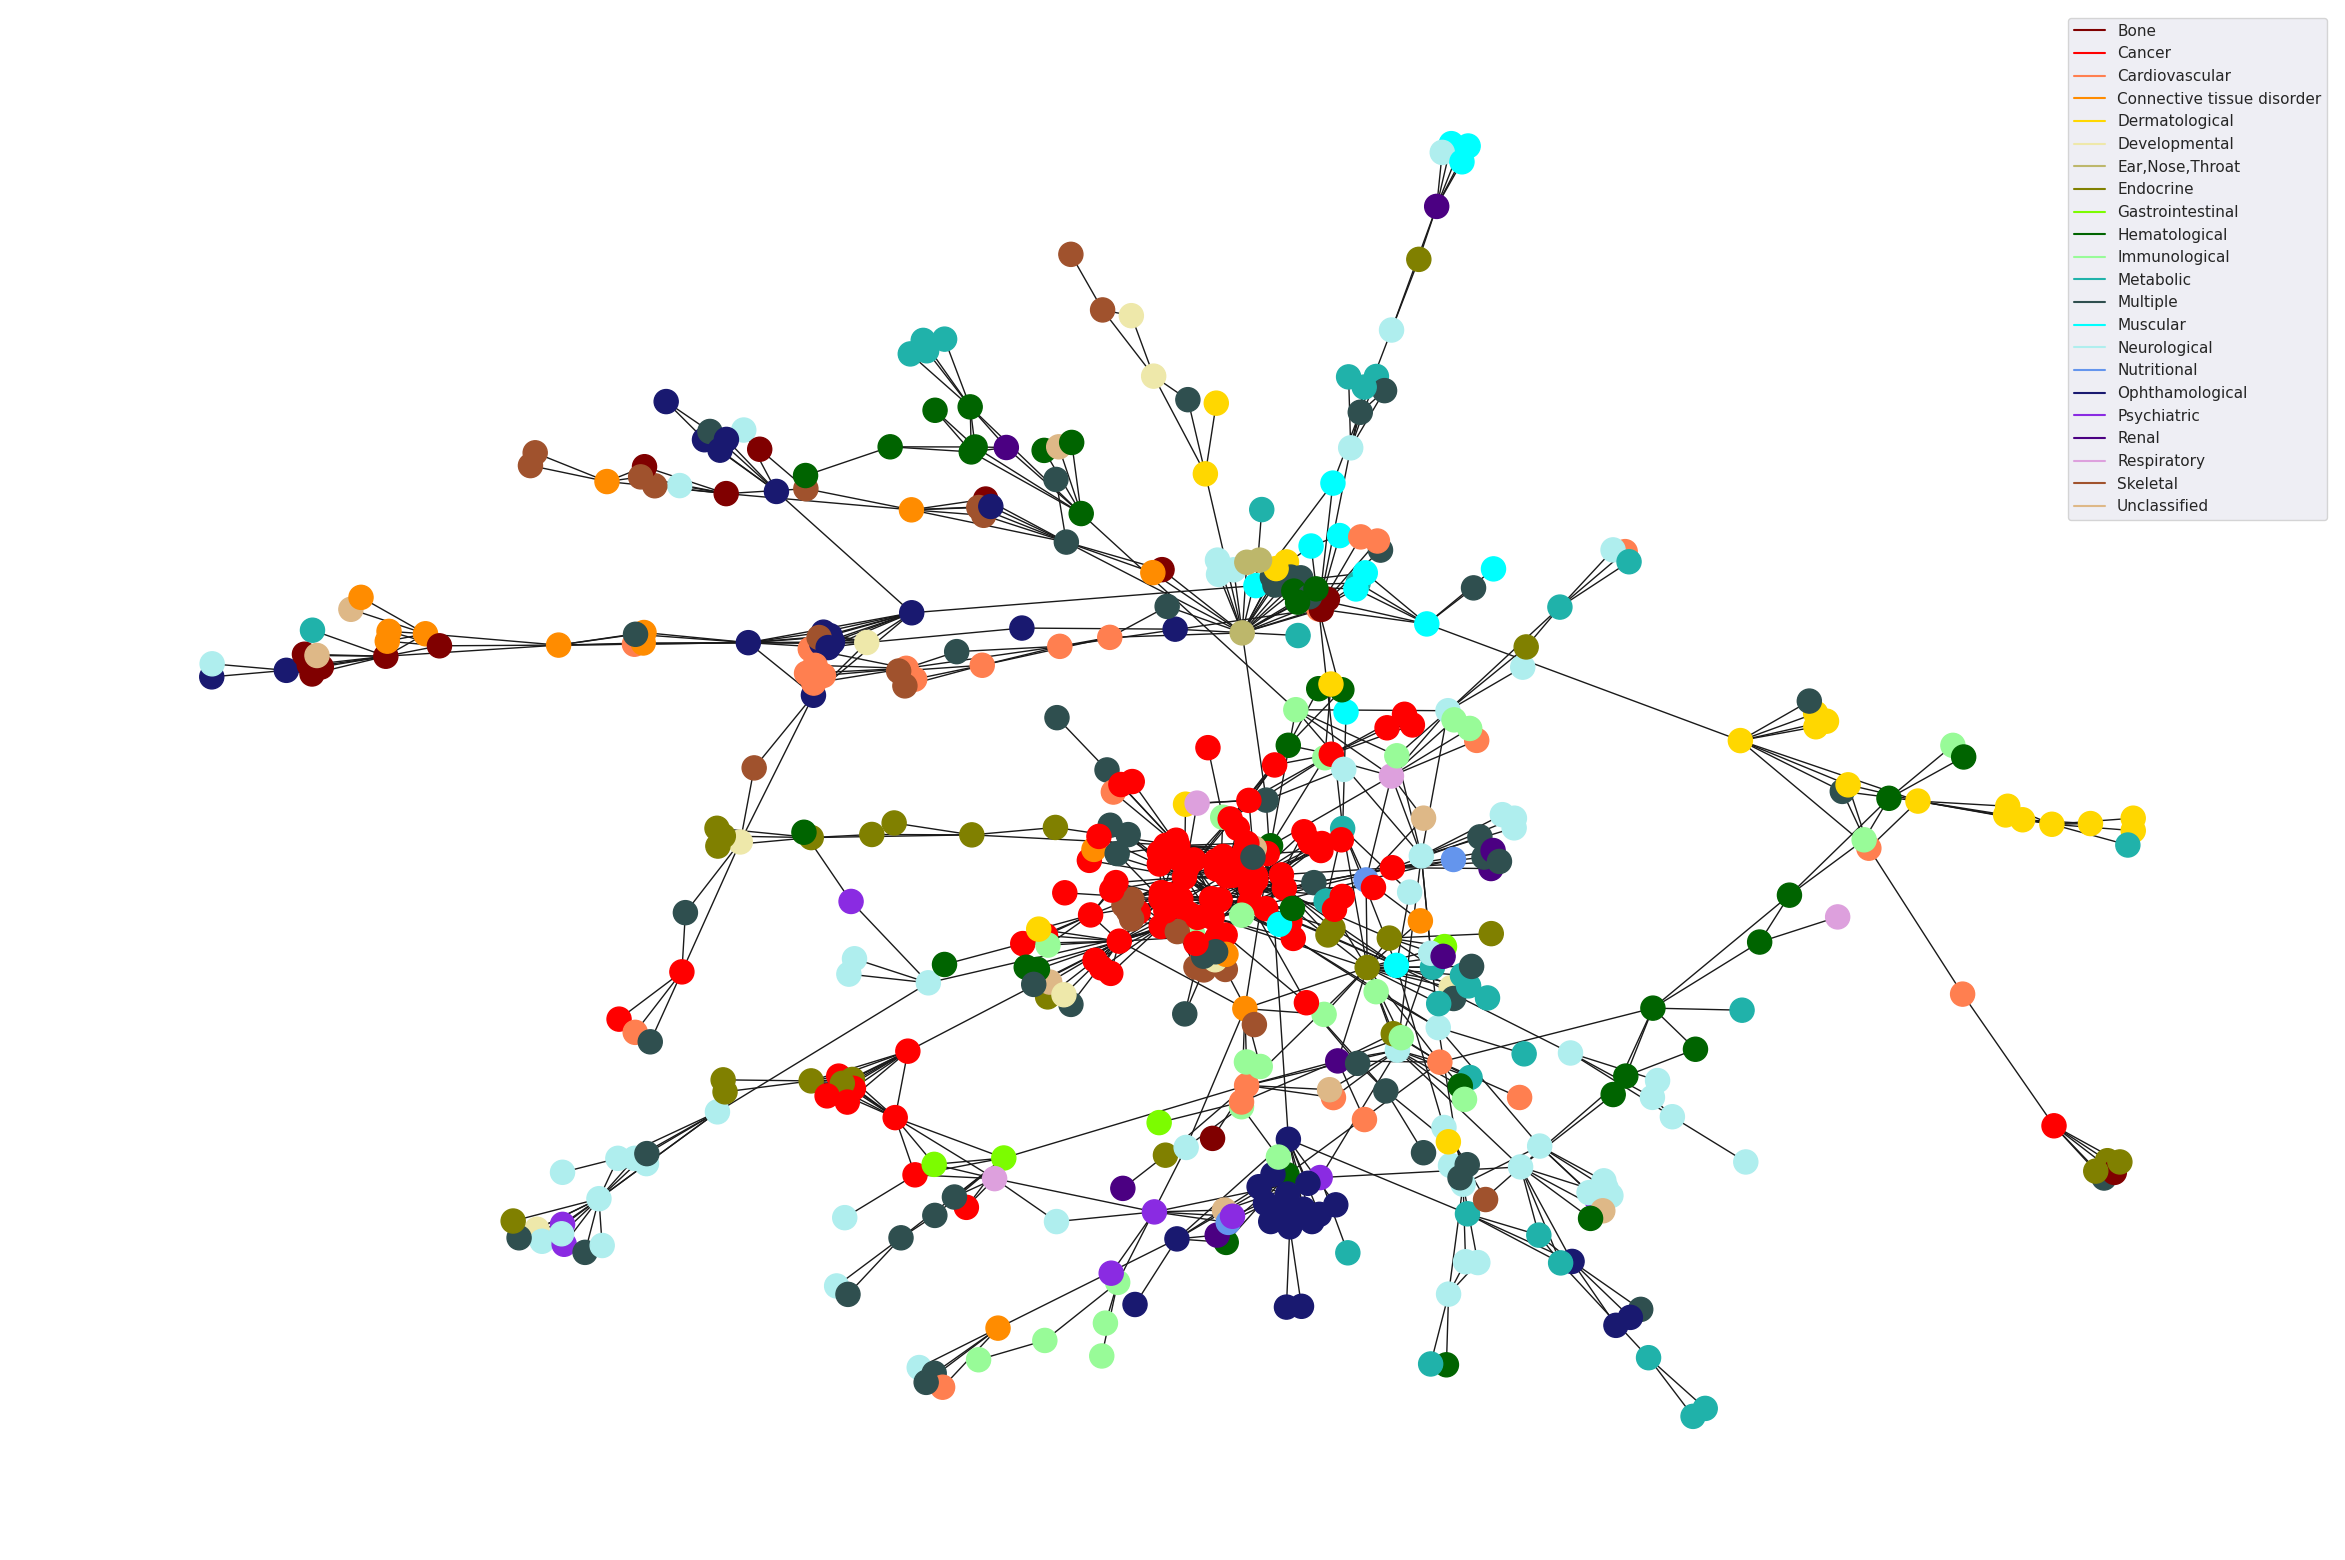 Bone
Cancer
Cardiovascular
Connective tissue disorder
Dermatological
Developmental
Ear,Nose,Throat
Endocrine
Gastrointestinal
Hematological
Immunological
Metabolic
Multiple
Muscular
Neurological
Nutritional
Ophthamological
Psychiatric
Renal
Respiratory
Skeletal
Unclassified